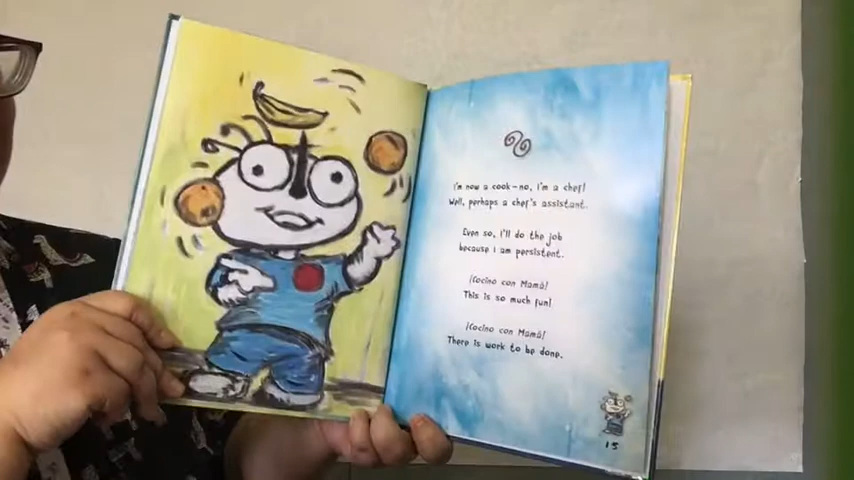 I'm now a cook-no, I'm a chef!
Well, perhaps a chef's assistant.
Even so, I'll do the job
because I am persistent.
¡Cocino con Mamá!
This is so much fun!
¡Cocino con Mamá!
There is work to be done.
15